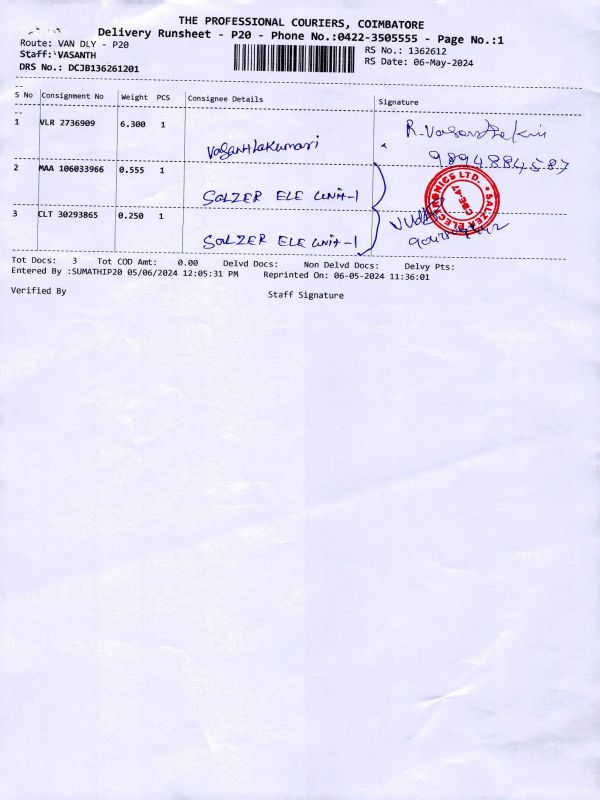 THE PROFESSIONAL COURIERS, COIMBATORE
Delivery Runsheet - P20 - Phone No.:0422-3505555 - Page No.:1
Route: VAN DLY - P20
RS No.: 1362612
Staff: VASANTH
RS Date: 06-May-2024
DRS No.: DCJB136261201
S No Consignment No Weight PCS Consignee Details Signature
1 VLR 2736909 6.300 1 Vasanthakumari
R.Vasanthakumari
9894884587
2 MAA 106033966 0.555 1 SALZER ELE UNIT-1
SALZER ELECTRONICS LTD.
CBE-47
3 CLT 30293865 0.250 1 SALZER ELE UNIT-1
Tot Docs: 3 Tot COD Amt: 0.00 Delvd Docs: Non Delvd Docs: Delvy Pts:
Entered By :SUMATHIP20 05/06/2024 12:05:31 PM Reprinted On: 06-05-2024 11:36:01
Verified By
Staff Signature